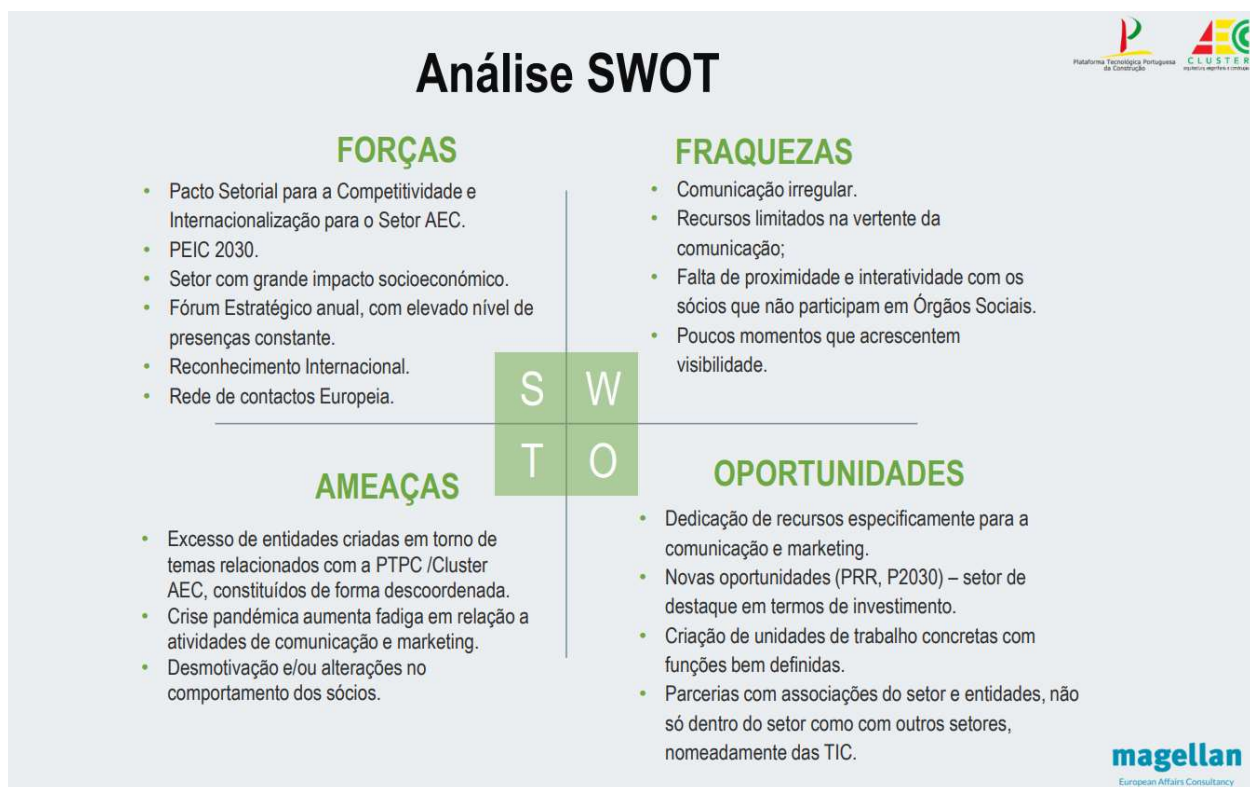 Análise SWOT
Plataforma Tecnológica Portuguesa
da Construção
AEC
CLUSTER
arquitectura engenharia e construção
FORÇAS
• Pacto Setorial para a Competitividade e
Internacionalização para o Setor AEC.
• PEIC 2030.
• Setor com grande impacto socioeconómico.
• Fórum Estratégico anual, com elevado nível de
presenças constante.
• Reconhecimento Internacional.
• Rede de contactos Europeia.
FRAQUEZAS
• Comunicação irregular.
• Recursos limitados na vertente da
comunicação;
• Falta de proximidade e interatividade com os
sócios que não participam em Órgãos Sociais.
• Poucos momentos que acrescentem
visibilidade.
S W
T O
AMEAÇAS
• Excesso de entidades criadas em torno de
temas relacionados com a PTPC /Cluster
AEC, constituídos de forma descoordenada.
• Crise pandémica aumenta fadiga em relação a
atividades de comunicação e marketing.
• Desmotivação e/ou alterações no
comportamento dos sócios.
OPORTUNIDADES
• Dedicação de recursos especificamente para a
comunicação e marketing.
• Novas oportunidades (PRR, P2030) – setor de
destaque em termos de investimento.
• Criação de unidades de trabalho concretas com
funções bem definidas.
• Parcerias com associações do setor e entidades, não
só dentro do setor como com outros setores,
nomeadamente das TIC.
magellan
European Affairs Consultancy